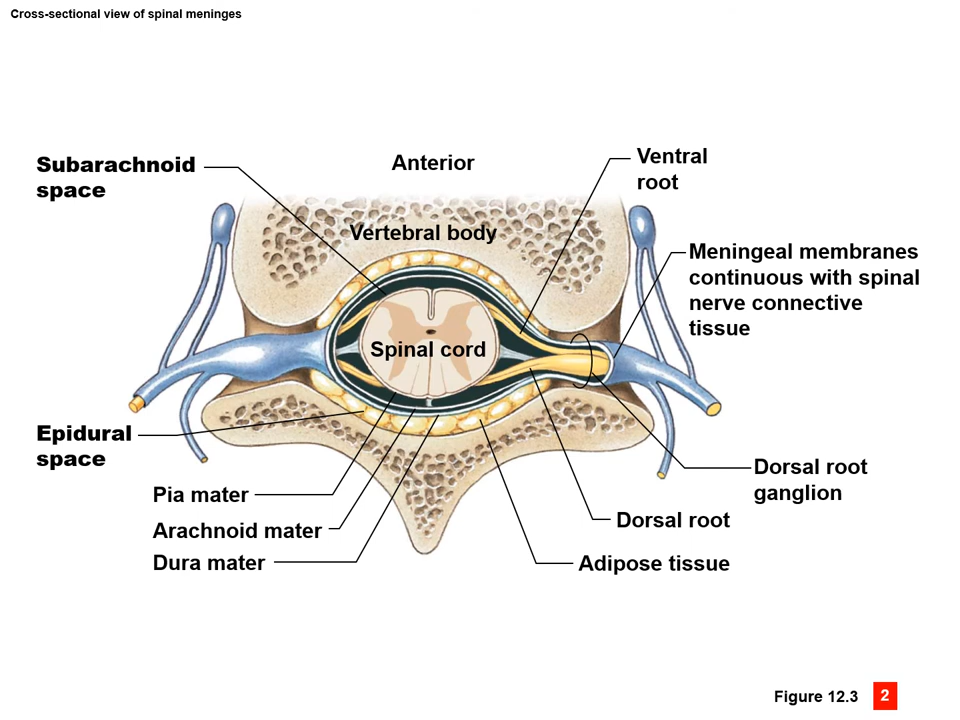 Cross-sectional view of spinal meninges
Subarachnoid
space
Anterior
Ventral
root
Vertebral body
Meningeal membranes
continuous with spinal
nerve connective
tissue
Spinal cord
Epidural
space
Pia mater
Arachnoid mater
Dura mater
Dorsal root
ganglion
Dorsal root
Adipose tissue
Figure 12.3
2